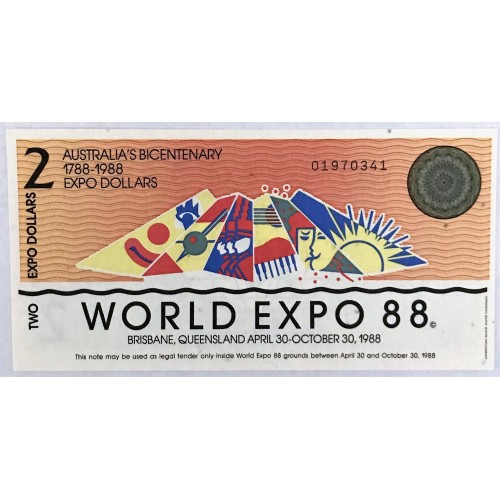 2
AUSTRALIA'S BICENTENARY
1788-1988
EXPO DOLLARS
01970341
TWO EXPO DOLLARS
WORLD EXPO 88 ©
BRISBANE, QUEENSLAND APRIL 30-OCTOBER 30, 1988
This note may be used as legal tender only inside World Expo 88 grounds between April 30 and October 30, 1988